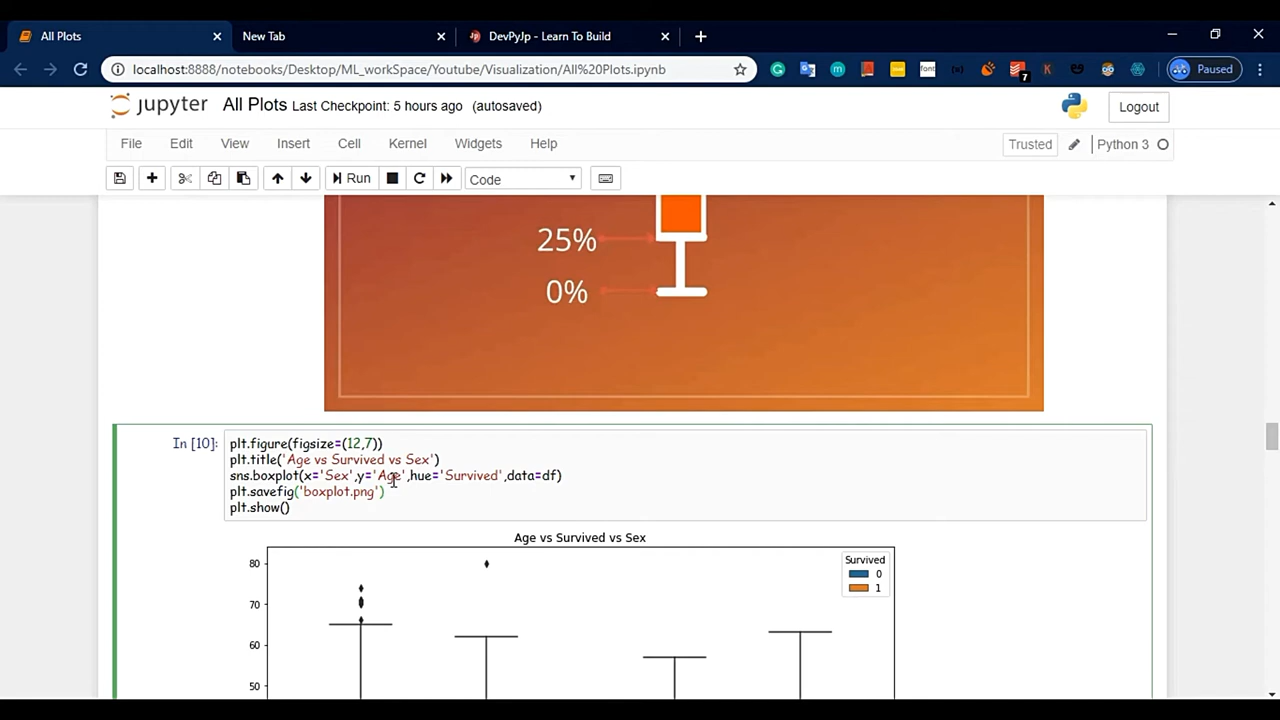 All Plots
New Tab
DevPyJp - Learn To Build
localhost:8888/notebooks/Desktop/ML_workSpace/Youtube/Visualization/All%20Plots.ipynb
font
7
Paused
jupyter
All Plots Last Checkpoint: 5 hours ago (autosaved)
Logout
File Edit View Insert Cell Kernel Widgets Help
Trusted
Python 3
Run
Code
25%
0%
In [10]:
plt.figure(figsize=(12,7))
plt.title('Age vs Survived vs Sex')
sns.boxplot(x='Sex',y='Age',hue='Survived',data=df)
plt.savefig('boxplot.png')
plt.show()
Age vs Survived vs Sex
Survived
0
1
80
70
60
50